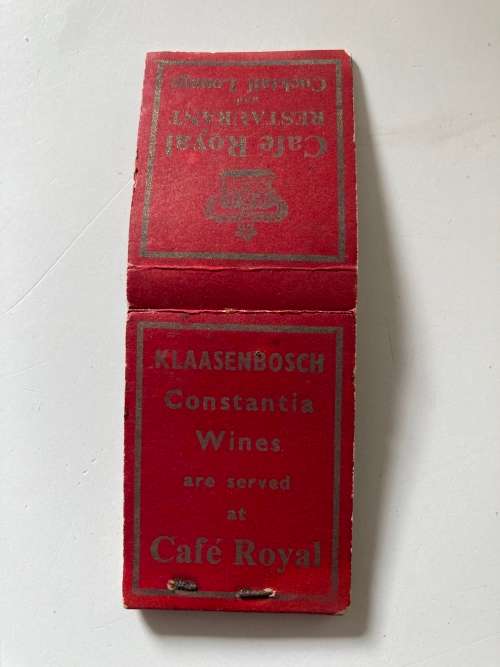 Café Royal
RESTAURANT
and
Cocktail Lounge
KLAASENBOSCH
Constantia
Wines
are served
at
Café Royal